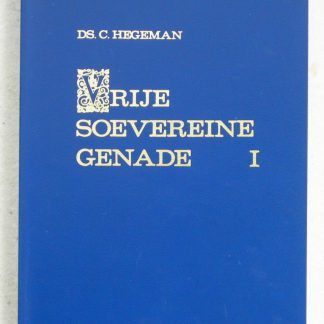 DS. C. HEGEMAN
VRIJE
SOEVEREINE
GENADE I